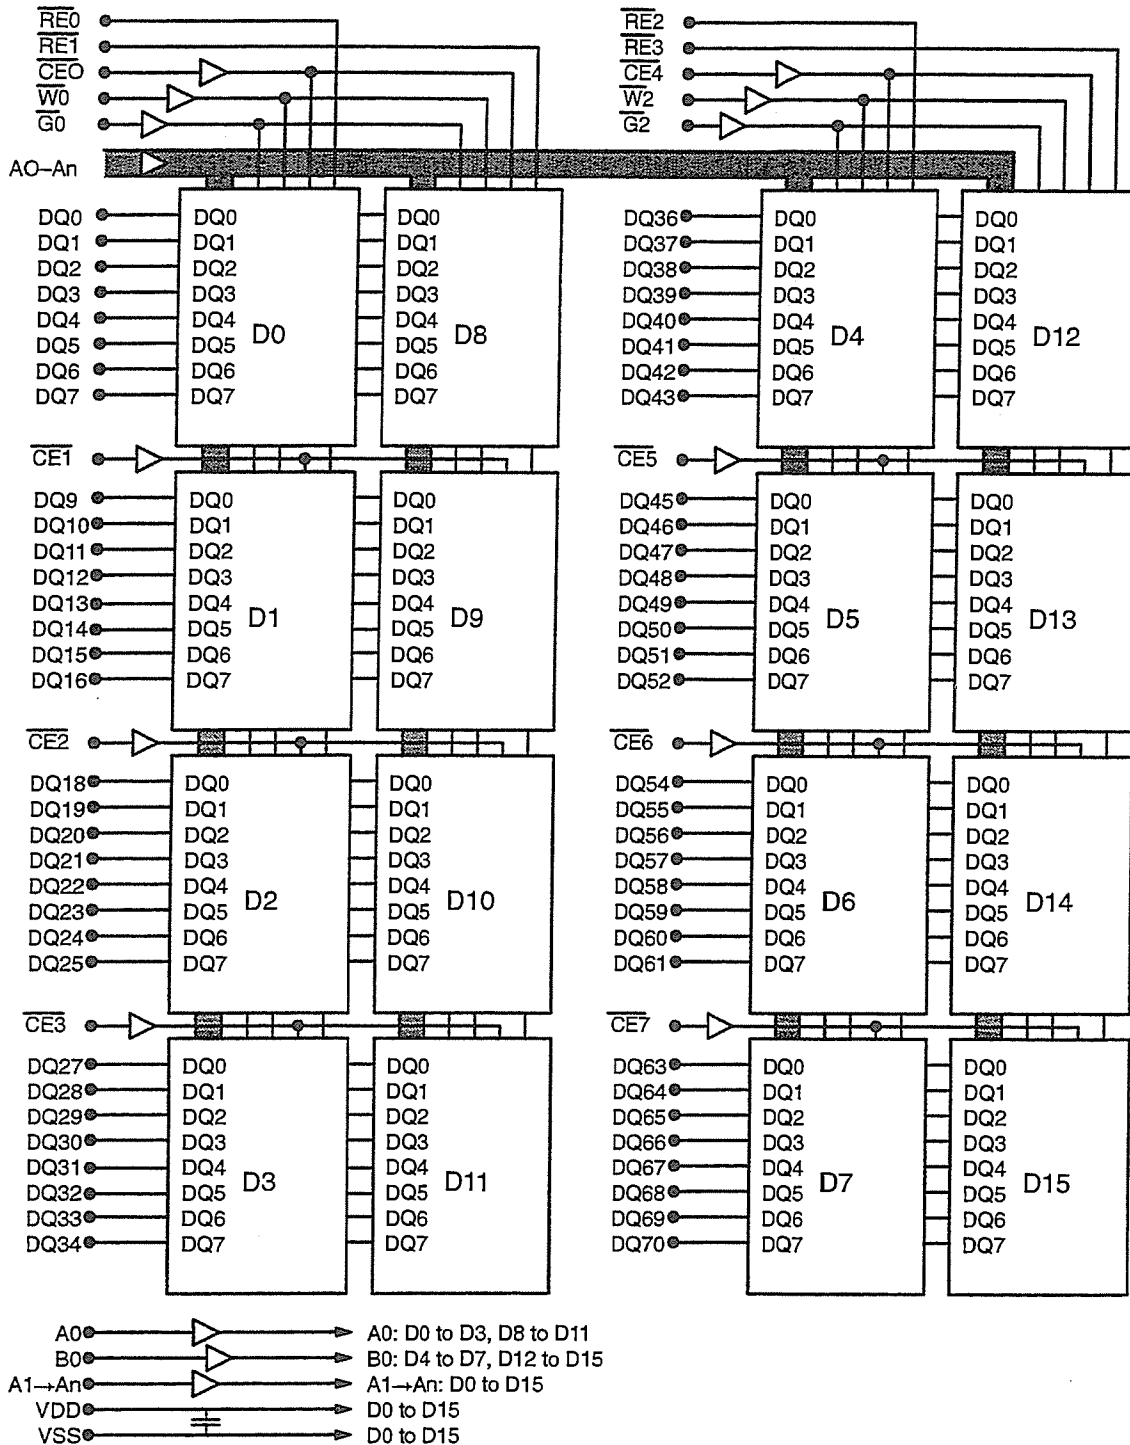 RE0
RE1
CEO
W0
G0
AO–An
RE2
RE3
CE4
W2
G2
DQ0
DQ1
DQ2
DQ3
DQ4
DQ5
DQ6
DQ7
DQ0
DQ1
DQ2
DQ3
DQ4
DQ5
DQ6
DQ7
D0
DQ0
DQ1
DQ2
DQ3
DQ4
DQ5
DQ6
DQ7
D8
DQ36
DQ37
DQ38
DQ39
DQ40
DQ41
DQ42
DQ43
DQ0
DQ1
DQ2
DQ3
DQ4
DQ5
DQ6
DQ7
D4
DQ0
DQ1
DQ2
DQ3
DQ4
DQ5
DQ6
DQ7
D12
CE1
DQ9
DQ10
DQ11
DQ12
DQ13
DQ14
DQ15
DQ16
DQ0
DQ1
DQ2
DQ3
DQ4
DQ5
DQ6
DQ7
D1
DQ0
DQ1
DQ2
DQ3
DQ4
DQ5
DQ6
DQ7
D9
CE5
DQ45
DQ46
DQ47
DQ48
DQ49
DQ50
DQ51
DQ52
DQ0
DQ1
DQ2
DQ3
DQ4
DQ5
DQ6
DQ7
D5
DQ0
DQ1
DQ2
DQ3
DQ4
DQ5
DQ6
DQ7
D13
CE2
DQ18
DQ19
DQ20
DQ21
DQ22
DQ23
DQ24
DQ25
DQ0
DQ1
DQ2
DQ3
DQ4
DQ5
DQ6
DQ7
D2
DQ0
DQ1
DQ2
DQ3
DQ4
DQ5
DQ6
DQ7
D10
CE6
DQ54
DQ55
DQ56
DQ57
DQ58
DQ59
DQ60
DQ61
DQ0
DQ1
DQ2
DQ3
DQ4
DQ5
DQ6
DQ7
D6
DQ0
DQ1
DQ2
DQ3
DQ4
DQ5
DQ6
DQ7
D14
CE3
DQ27
DQ28
DQ29
DQ30
DQ31
DQ32
DQ33
DQ34
DQ0
DQ1
DQ2
DQ3
DQ4
DQ5
DQ6
DQ7
D3
DQ0
DQ1
DQ2
DQ3
DQ4
DQ5
DQ6
DQ7
D11
CE7
DQ63
DQ64
DQ65
DQ66
DQ67
DQ68
DQ69
DQ70
DQ0
DQ1
DQ2
DQ3
DQ4
DQ5
DQ6
DQ7
D7
DQ0
DQ1
DQ2
DQ3
DQ4
DQ5
DQ6
DQ7
D15
A0 A0: D0 to D3, D8 to D11
B0 B0: D4 to D7, D12 to D15
A1→An A1→An: D0 to D15
VDD D0 to D15
VSS D0 to D15